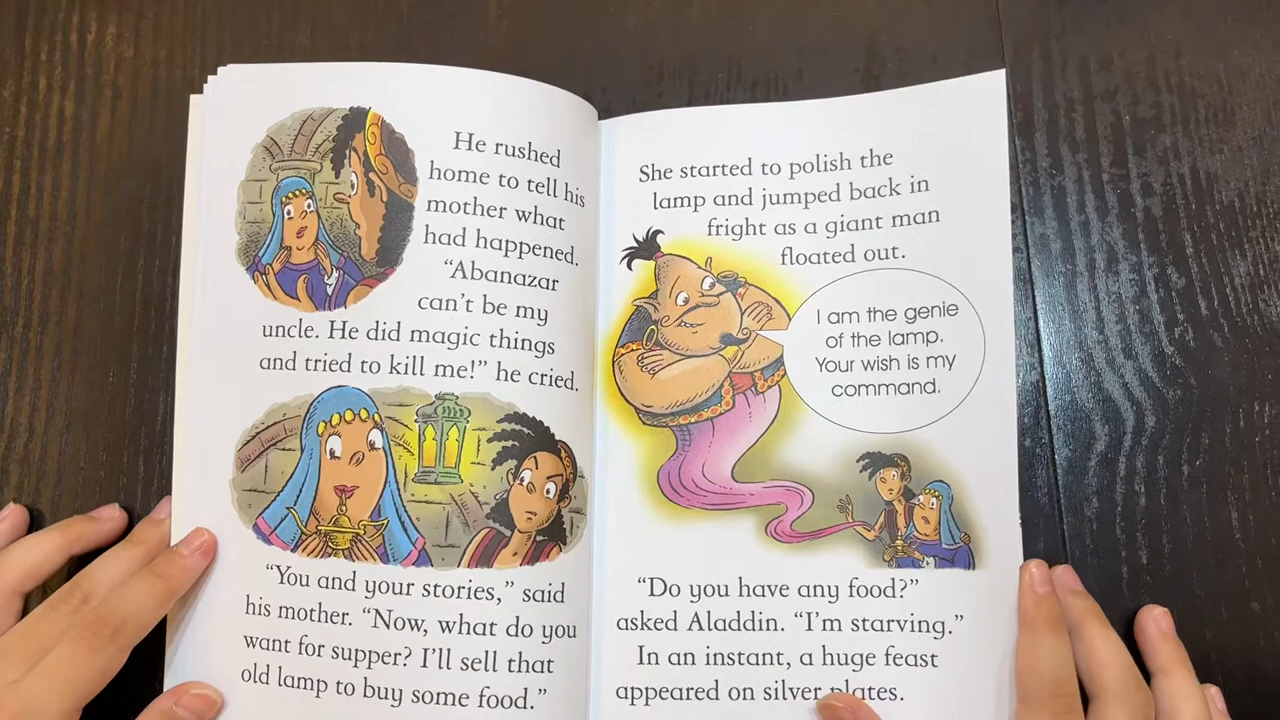 He rushed
home to tell his
mother what
had happened.
“Abanazar
can’t be my
uncle. He did magic things
and tried to kill me!” he cried.
“You and your stories,” said
his mother. “Now, what do you
want for supper? I’ll sell that
old lamp to buy some food.”
She started to polish the
lamp and jumped back in
fright as a giant man
floated out.
I am the genie
of the lamp.
Your wish is my
command.
“Do you have any food?”
asked Aladdin. “I’m starving.”
In an instant, a huge feast
appeared on silver plates.